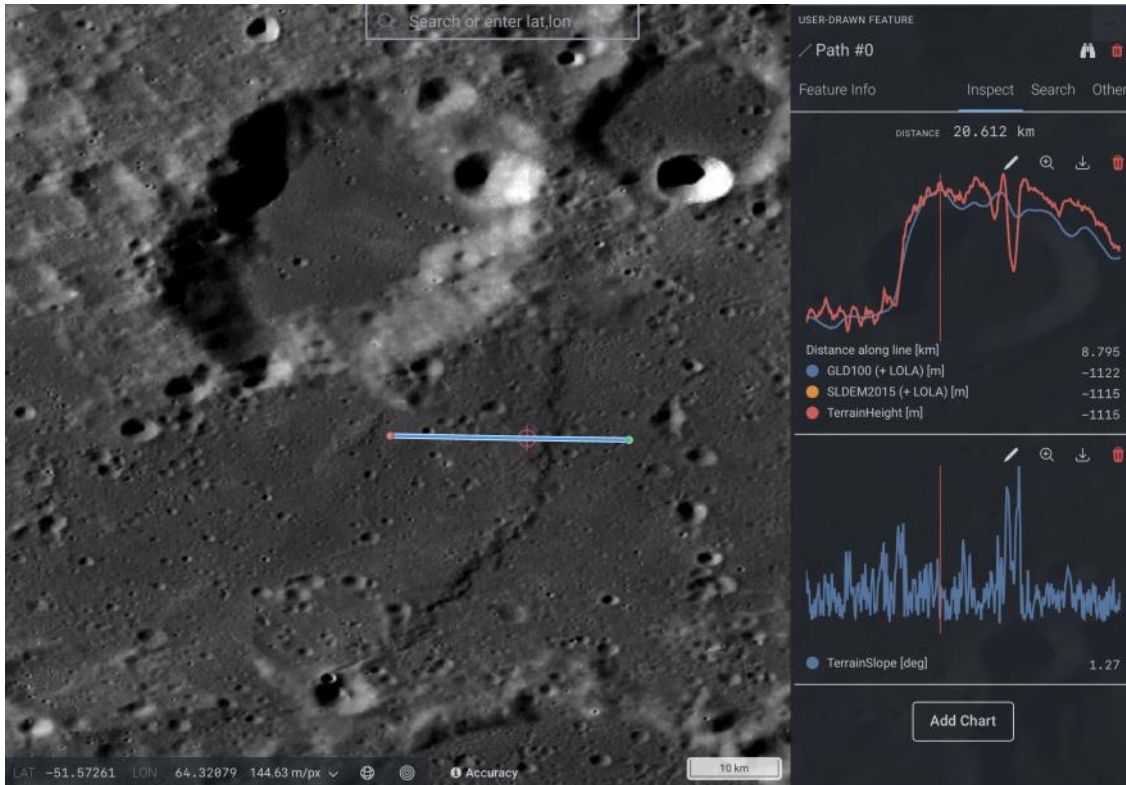 Search or enter lat,lon
USER-DRAWN FEATURE
Path #0
Feature Info Inspect Search Other
DISTANCE 20.612 km
Distance along line [km] 8.795
GLD100 (+ LOLA) [m] -1122
SLDEM2015 (+ LOLA) [m] -1115
TerrainHeight [m] -1115
TerrainSlope [deg] 1.27
Add Chart
LAT -51.57261 LON 64.32079 144.63 m/px Accuracy 10 km